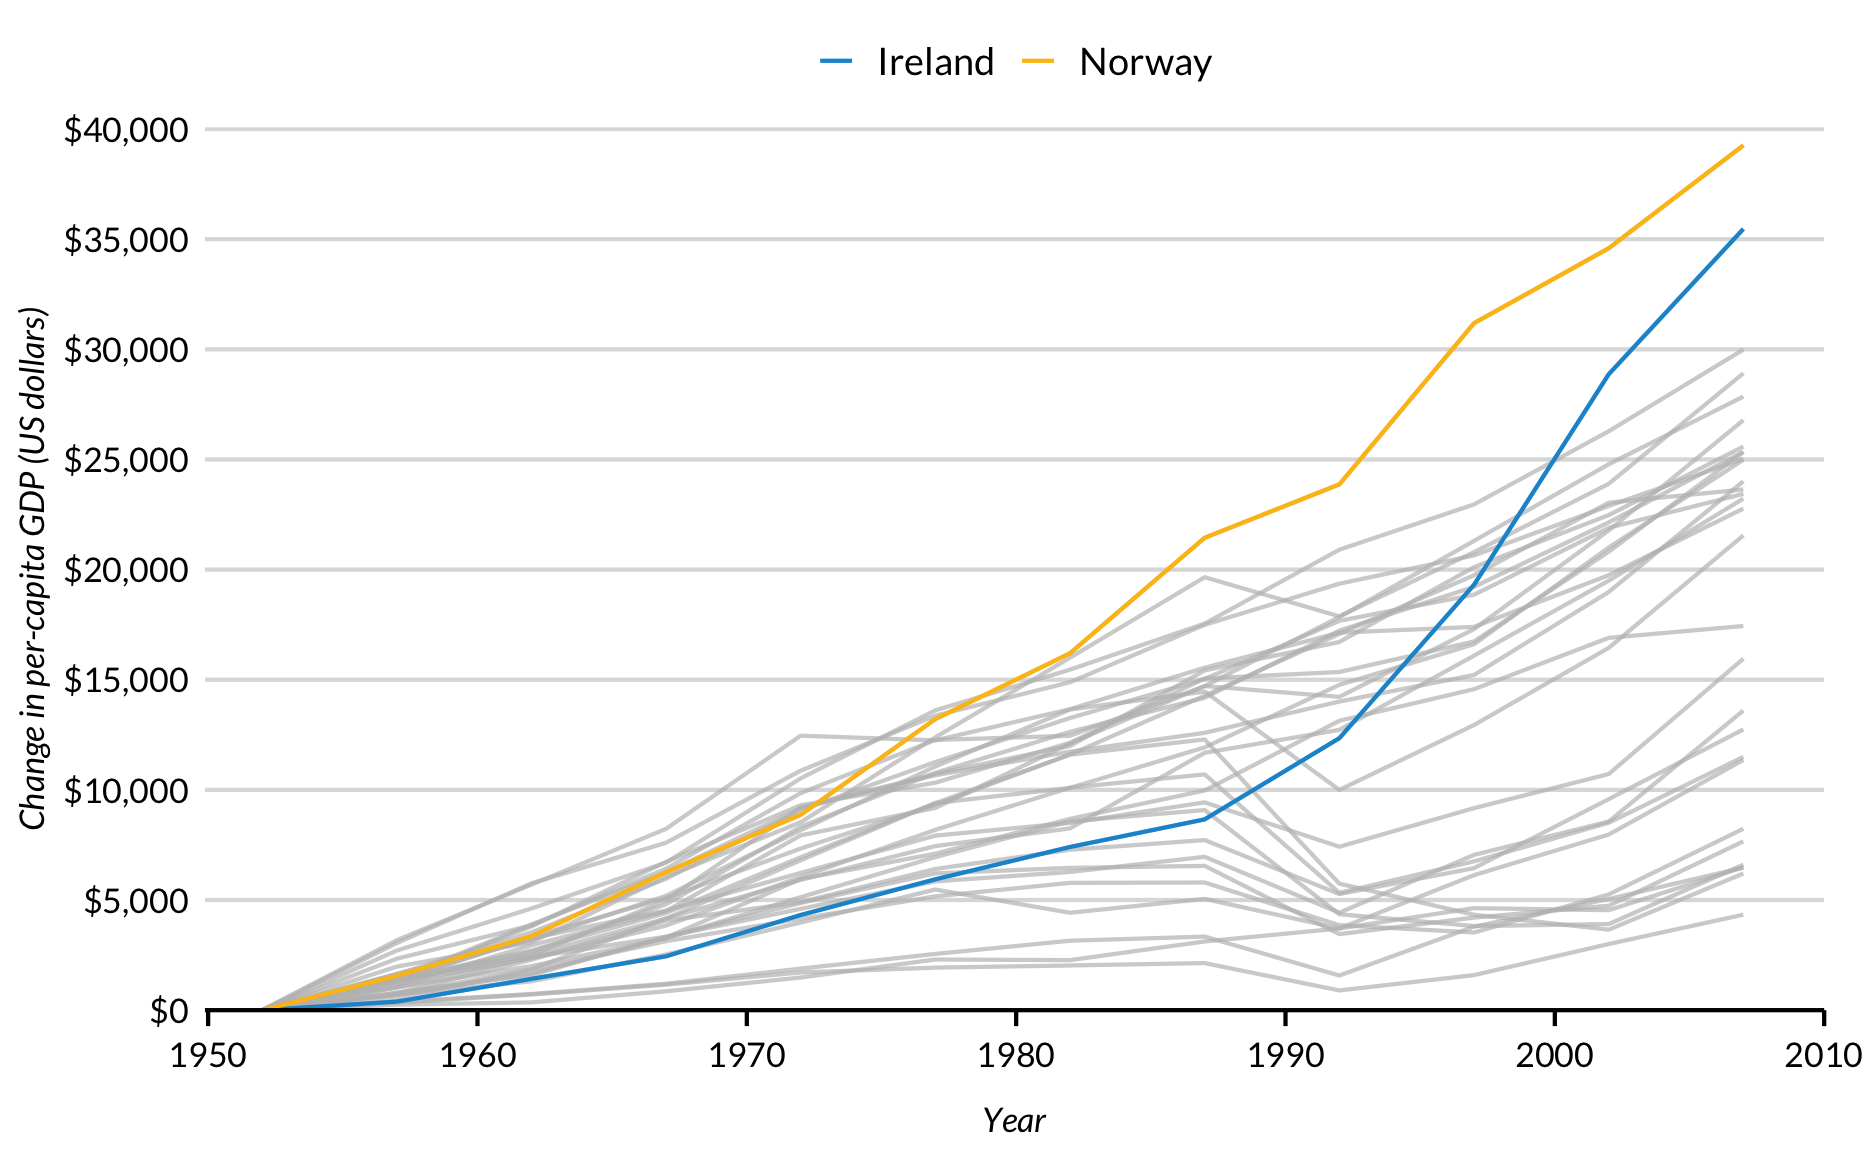 Ireland Norway
$40,000
$35,000
$30,000
$25,000
$20,000
$15,000
$10,000
$5,000
$0
Change in per-capita GDP (US dollars)
1950 1960 1970 1980 1990 2000 2010
Year